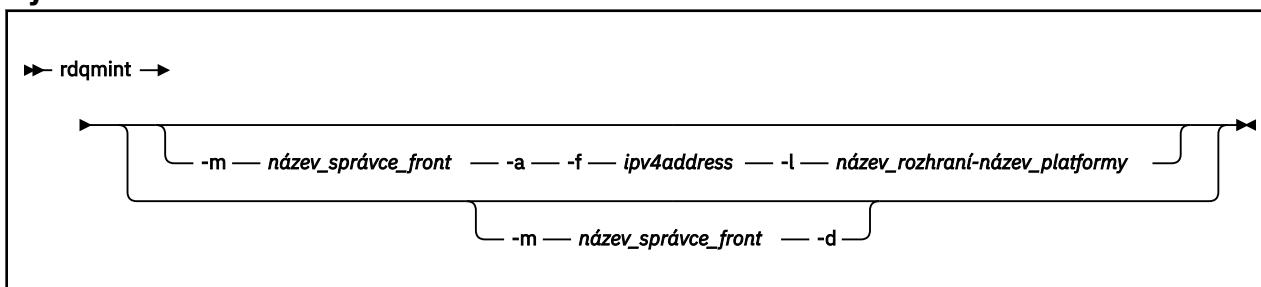 rdqmint
-m — název_správce_front — -a — -f — ipv4address — -l — název_rozhraní-název_platformy
-m — název_správce_front — -d